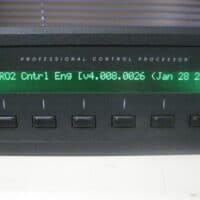 PROFESSIONAL CONTROL PROCESSOR
RO2 Cntrl Eng [v4.008.0026 (Jan 28 2